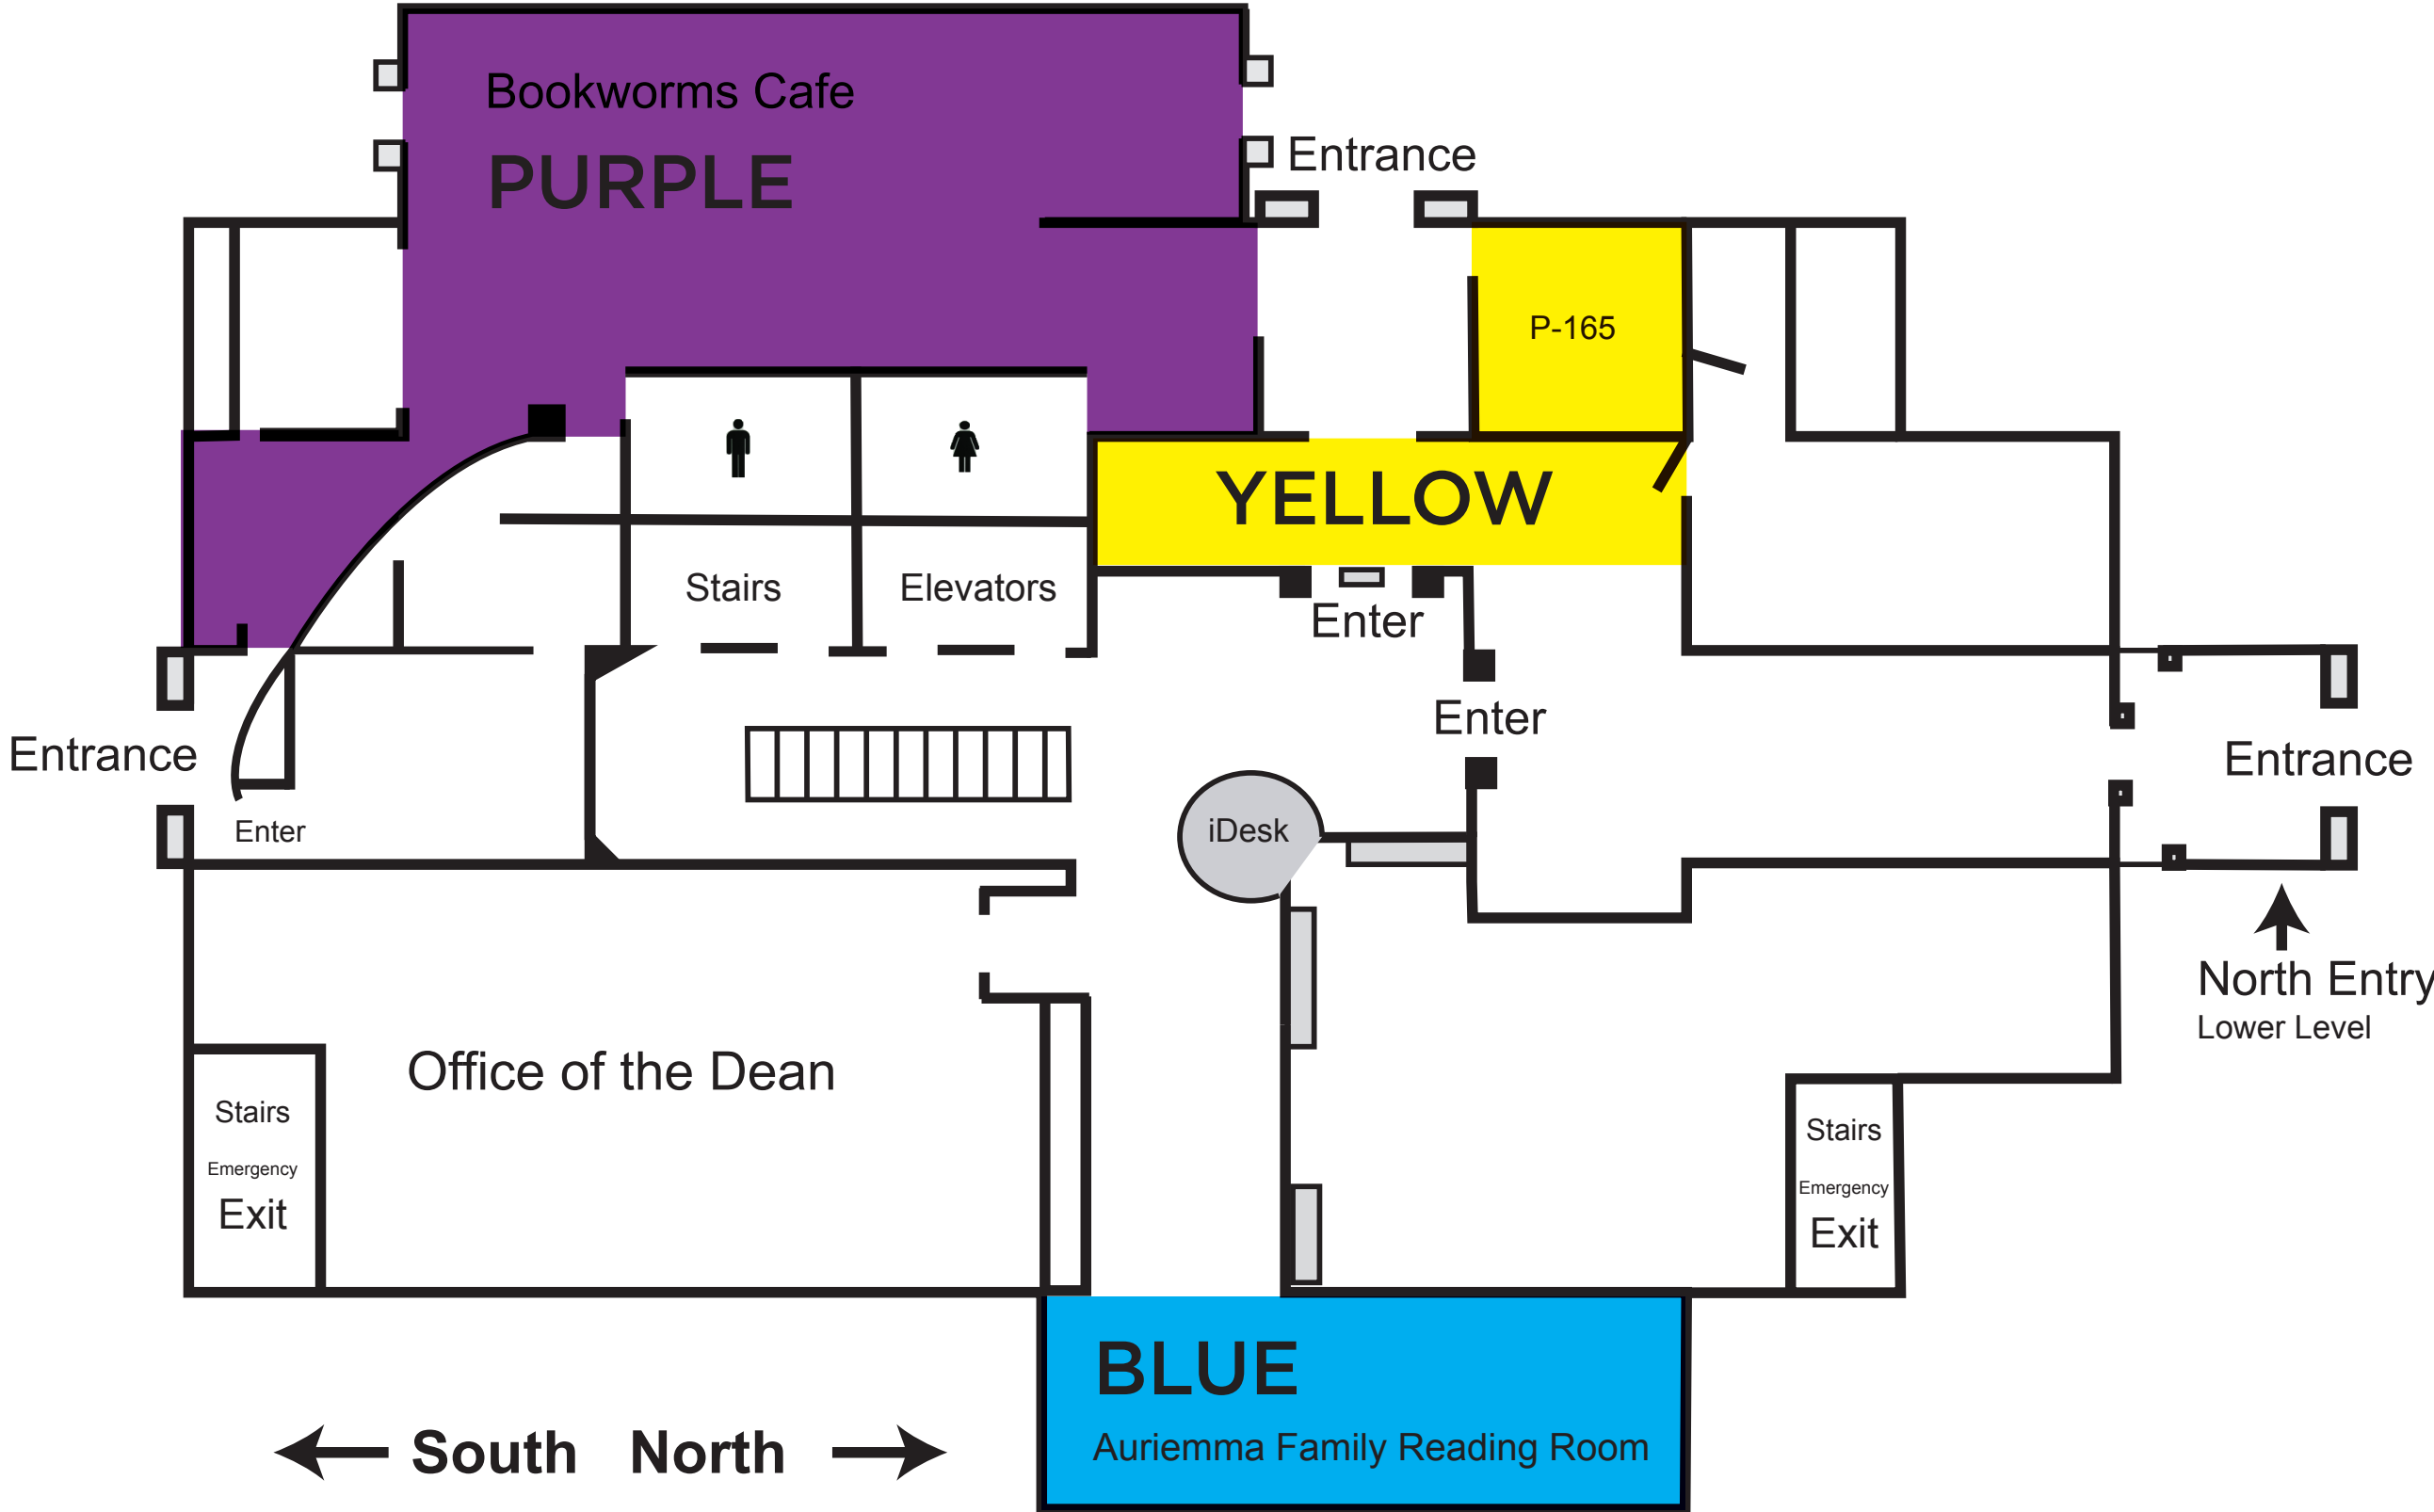 Bookworms Cafe
PURPLE
Entrance
P-165
YELLOW
Stairs
Elevators
Enter
Enter
Entrance
Entrance
Enter
iDesk
North Entry
Lower Level
Office of the Dean
Stairs
Emergency
Exit
Stairs
Emergency
Exit
BLUE
Auriemma Family Reading Room
South North